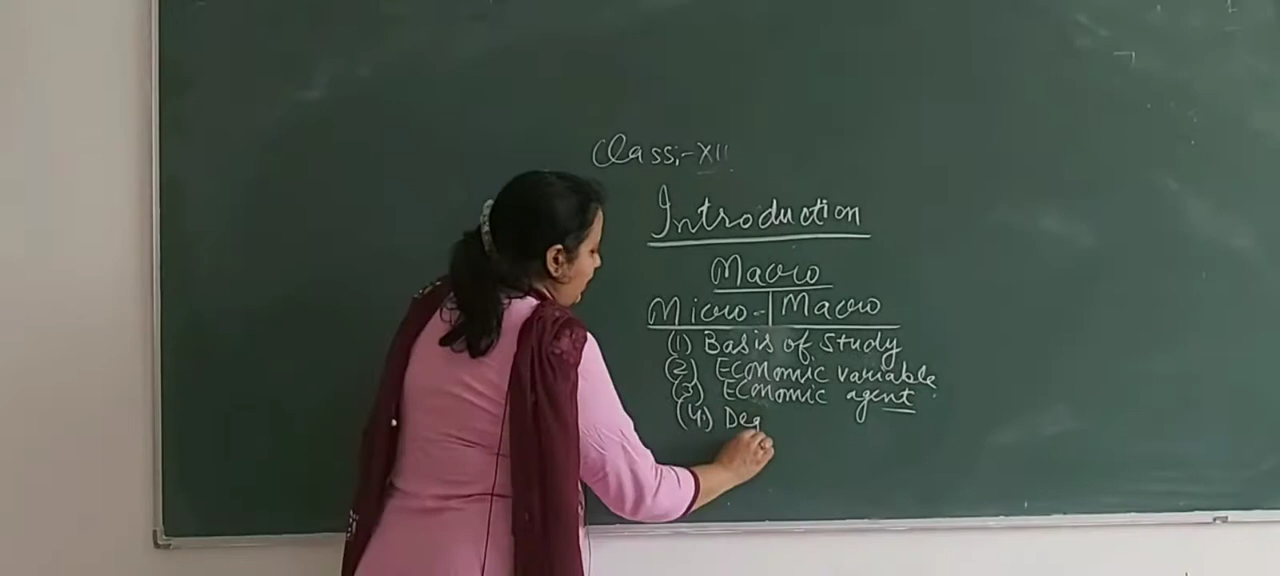 Class:-XII
Introduction
Macro
Micro-|Macro
(1) Basis of study
(2) Economic variable.
(3) Economic agent.
(4.) Deg